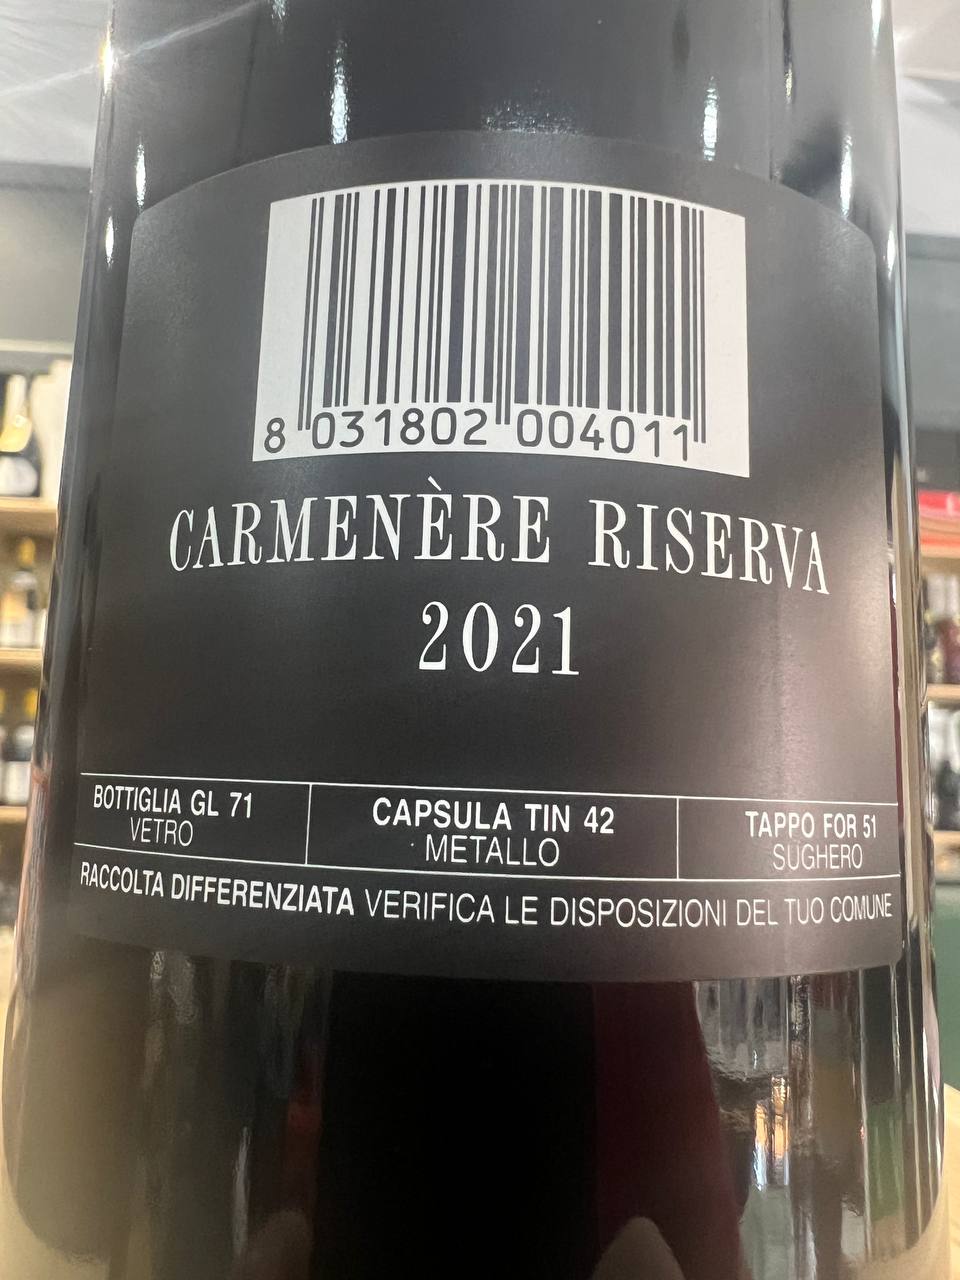 8 031802 004011
CARMENÈRE RISERVA
2021
BOTTIGLIA GL 71
VETRO
CAPSULA TIN 42
METALLO
TAPPO FOR 51
SUGHERO
RACCOLTA DIFFERENZIATA VERIFICA LE DISPOSIZIONI DEL TUO COMUNE